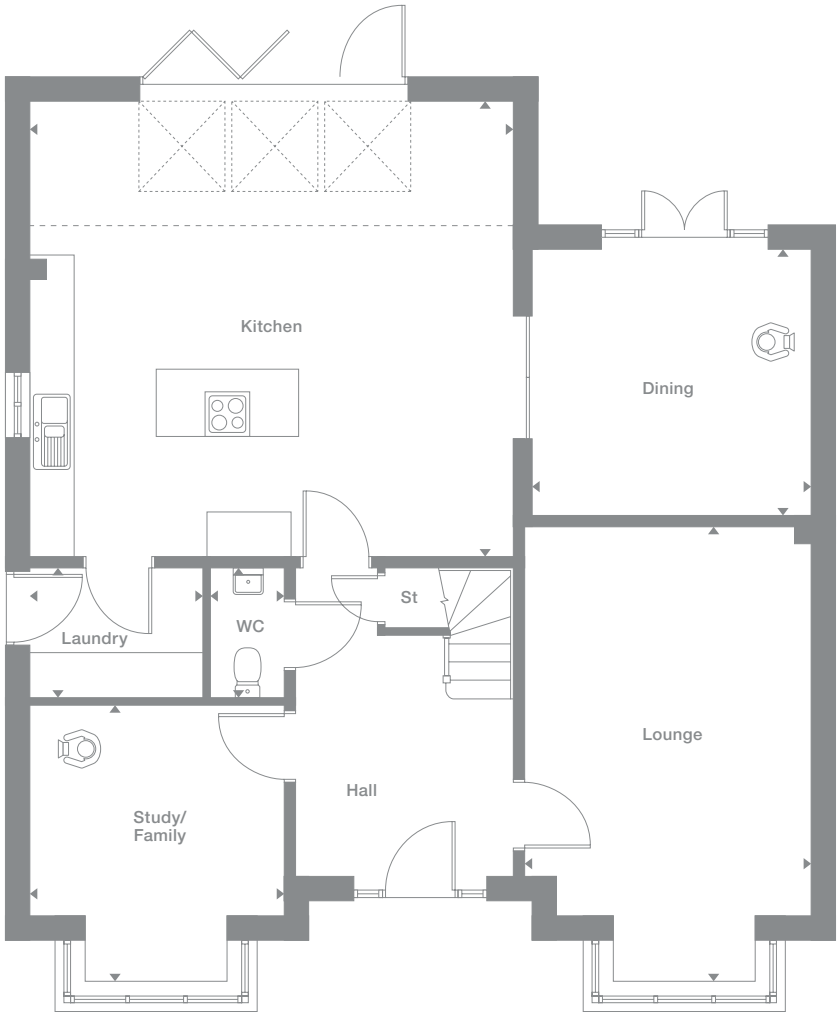 Kitchen
Dining
St
WC
Laundry
Lounge
Hall
Study/
Family